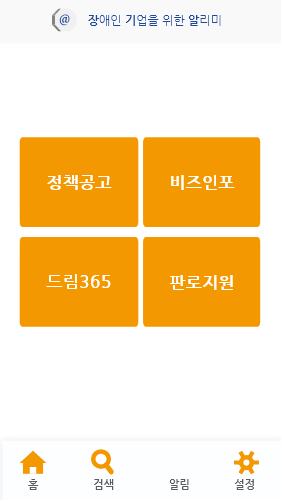 @ 장애인 기업을 위한 알리미
정책공고 비즈인포
드림365 판로지원
홈 검색 알림 설정